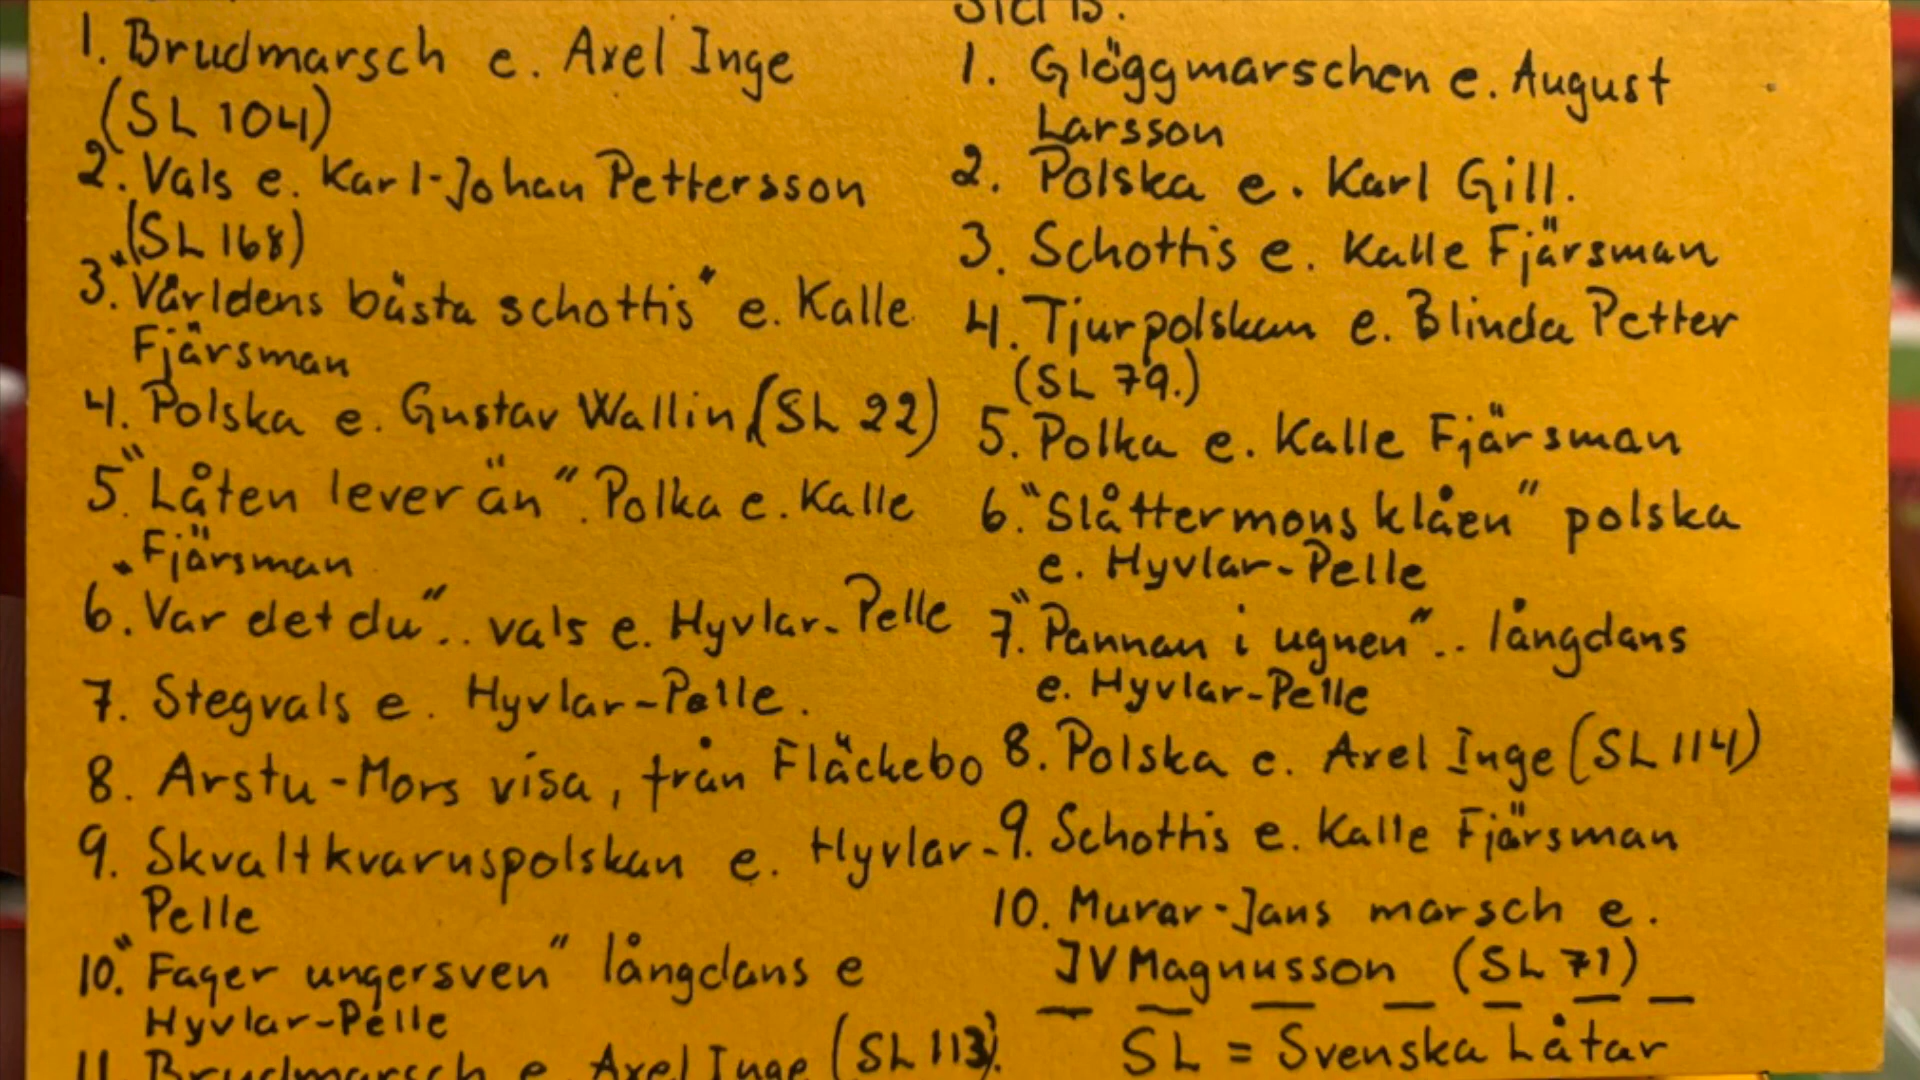 1. Brudmarsch e. Axel Inge
(SL 104)
2. Vals e. Karl-Johan Pettersson
(SL 168)
3. "Världens bästa schottis" e. Kalle
Fjärsman
4. Polska e. Gustav Wallin (SL 22)
5. "Låten lever än". Polka e. Kalle
Fjärsman
6. "Var det du".. vals e. Hyvlar-Pelle
7. Stegvals e. Hyvlar-Pelle.
8. Arstu-Mors visa, från Fläckebo
9. Skvaltkvarnspolskan e. Hyvlar-
Pelle
10. "Fager ungersven" långdans e
Hyvlar-Pelle
11. Brudmarsch e. Axel Inge (SL 113).
1. Glöggmarschen e. August
Larsson
2. Polska e. Karl Gill.
3. Schottis e. Kalle Fjärsman
4. Tjurpolskan e. Blinda Petter
(SL 79.)
5. Polka e. Kalle Fjärsman
6. "Slåttermons klåen" polska
e. Hyvlar-Pelle
7. "Pannan i ugnen".. långdans
e. Hyvlar-Pelle
8. Polska e. Axel Inge (SL 114)
9. Schottis e. Kalle Fjärsman
10. Murar-Jans marsch e.
JV Magnusson (SL 71)
SL = Svenska Låtar